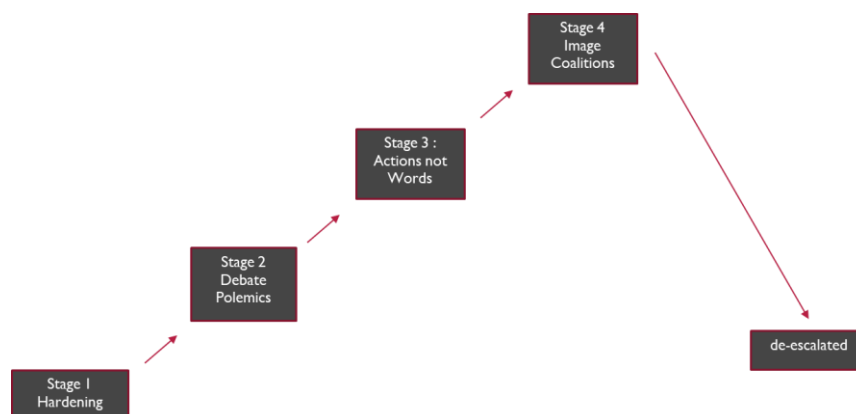 Stage 1
Hardening
Stage 2
Debate
Polemics
Stage 3 :
Actions not
Words
Stage 4
Image
Coalitions
de-escalated